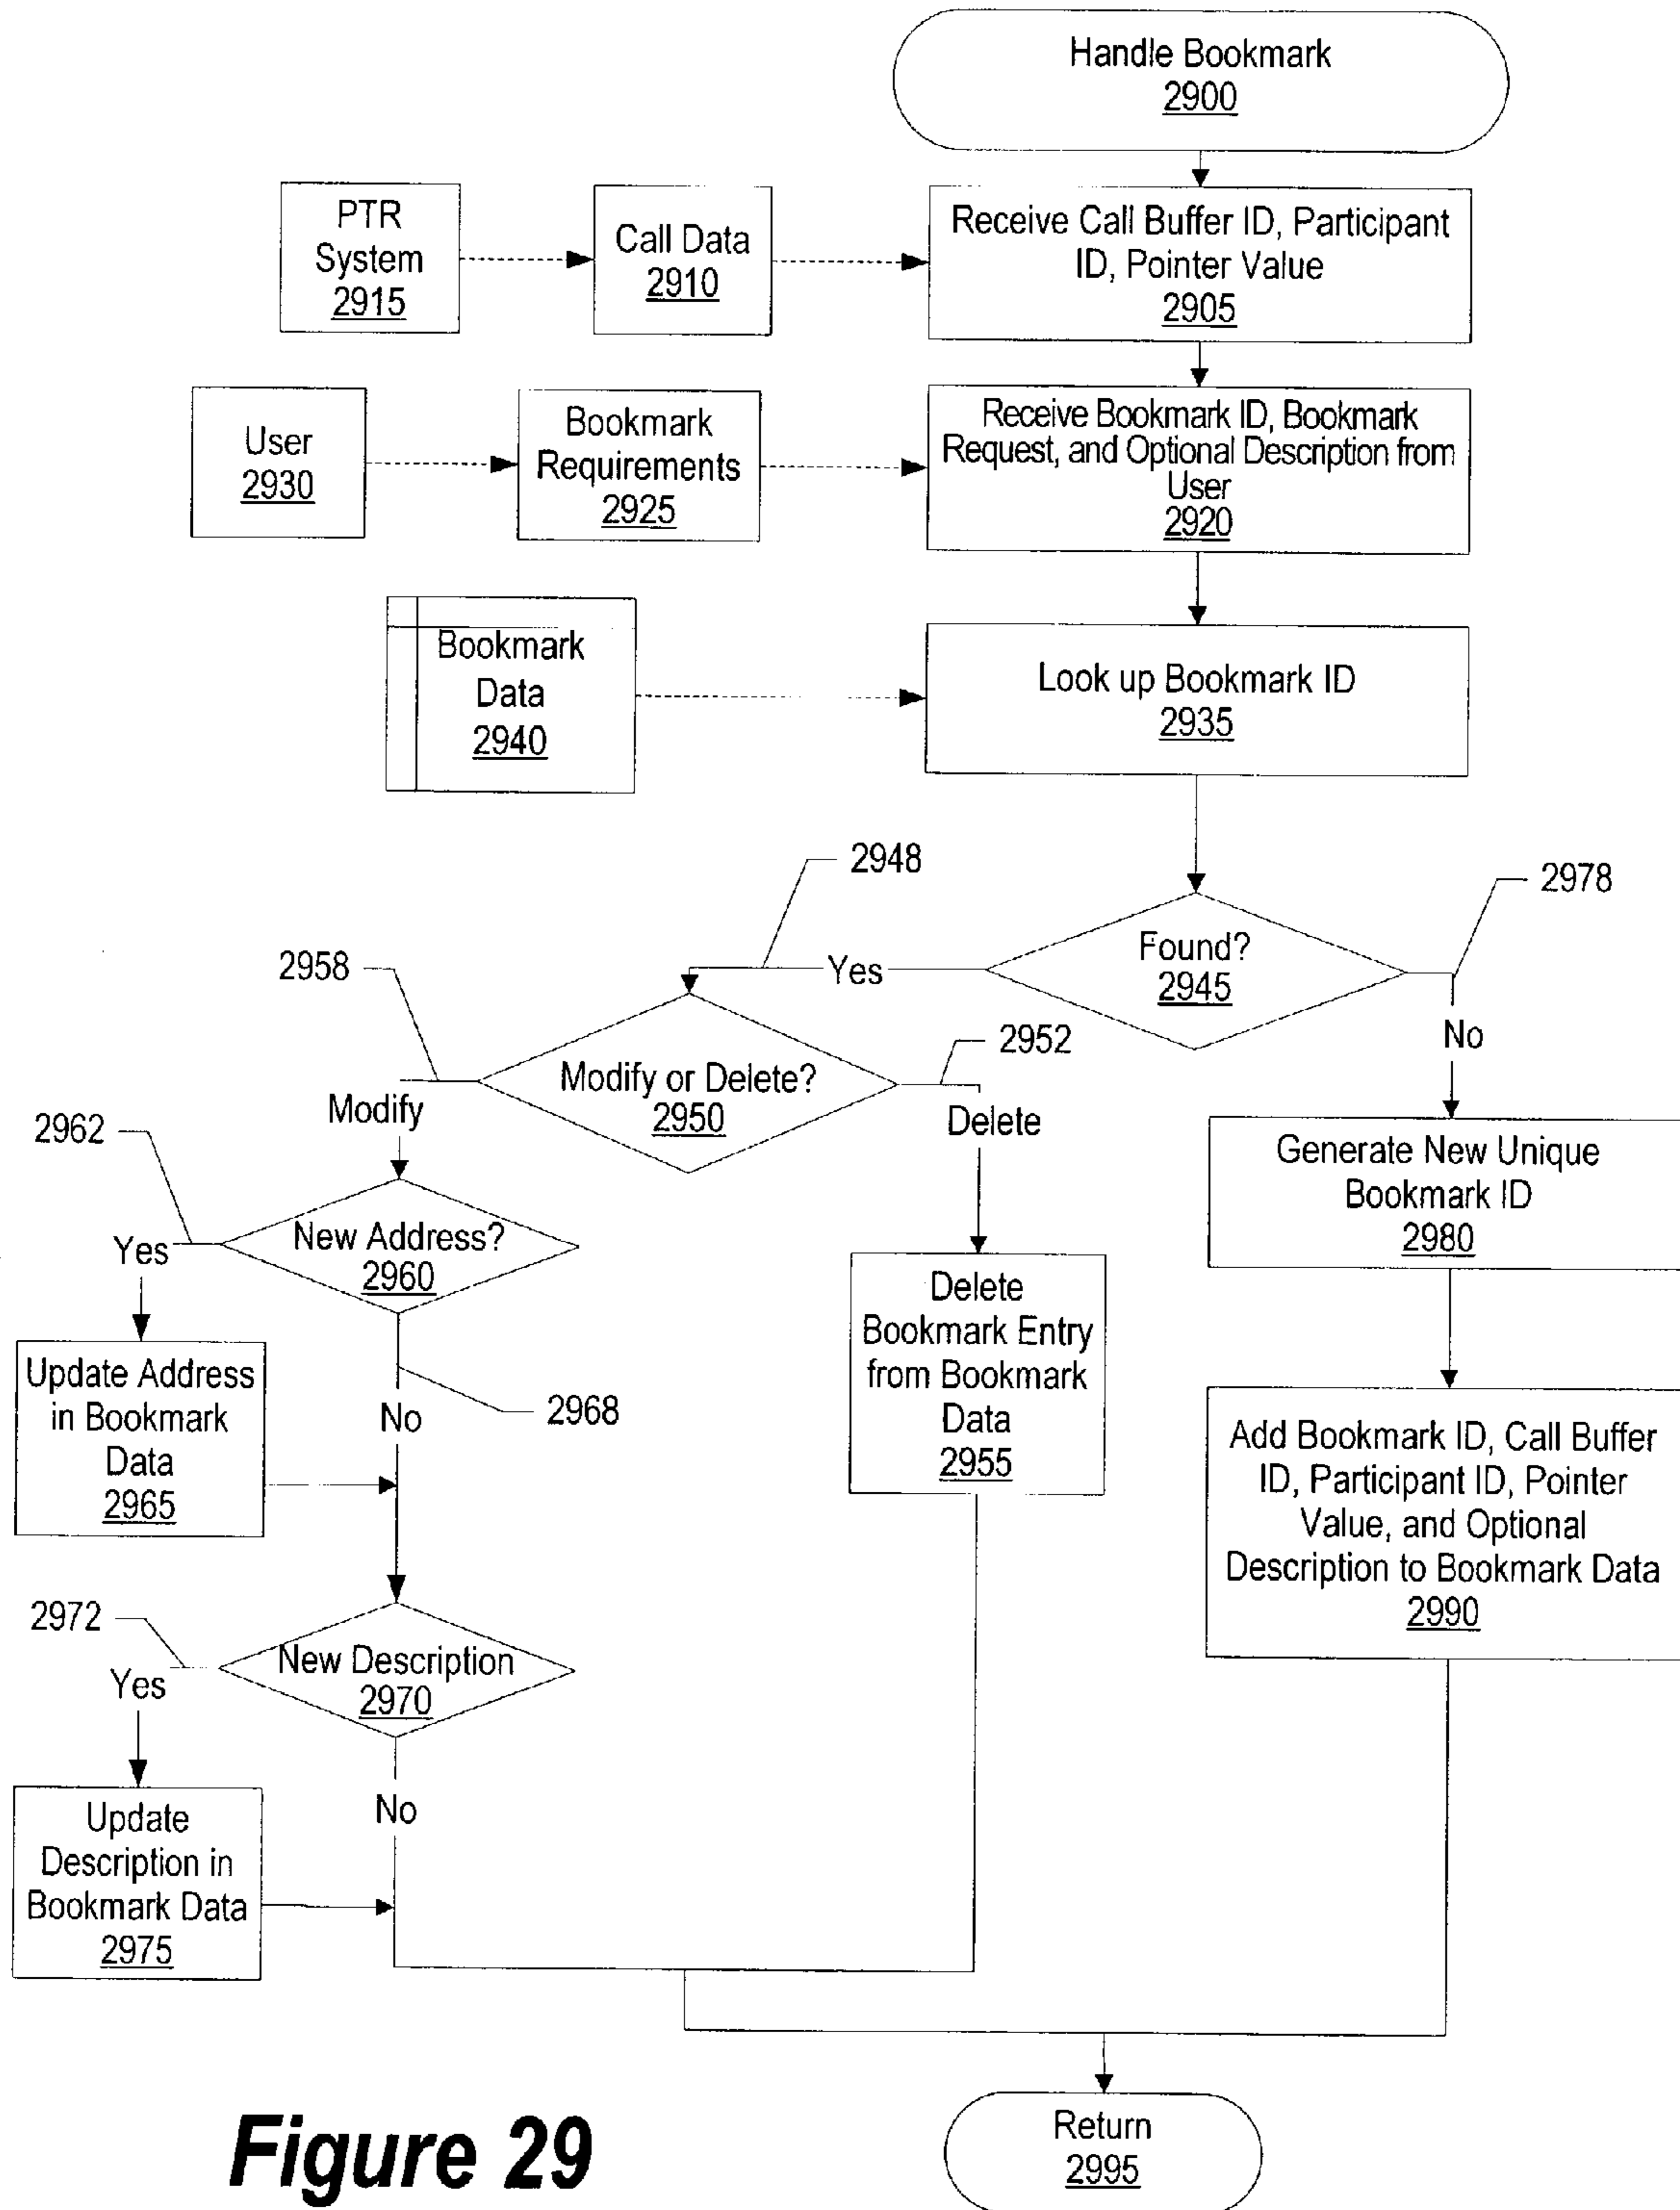 Handle Bookmark
2900
PTR
System
2915
Call Data
2910
Receive Call Buffer ID, Participant
ID, Pointer Value
2905
User
2930
Bookmark
Requirements
2925
Receive Bookmark ID, Bookmark
Request, and Optional Description from
User
2920
Bookmark
Data
2940
Look up Bookmark ID
2935
2948
2978
Found?
2945
Yes
No
2958
2952
Modify or Delete?
2950
Modify
Delete
2962
New Address?
2960
Yes
No
2968
Generate New Unique
Bookmark ID
2980
Update Address
in Bookmark
Data
2965
Delete
Bookmark Entry
from Bookmark
Data
2955
Add Bookmark ID, Call Buffer
ID, Participant ID, Pointer
Value, and Optional
Description to Bookmark Data
2990
2972
New Description
2970
Yes
No
Update
Description in
Bookmark Data
2975
Return
2995
Figure 29